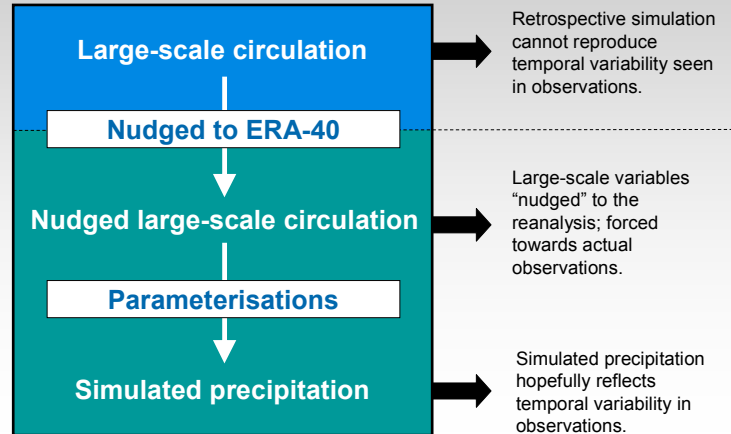 Large-scale circulation
Retrospective simulation
cannot reproduce
temporal variability seen
in observations.
Nudged to ERA-40
Nudged large-scale circulation
Large-scale variables
“nudged” to the
reanalysis; forced
towards actual
observations.
Parameterisations
Simulated precipitation
Simulated precipitation
hopefully reflects
temporal variability in
observations.